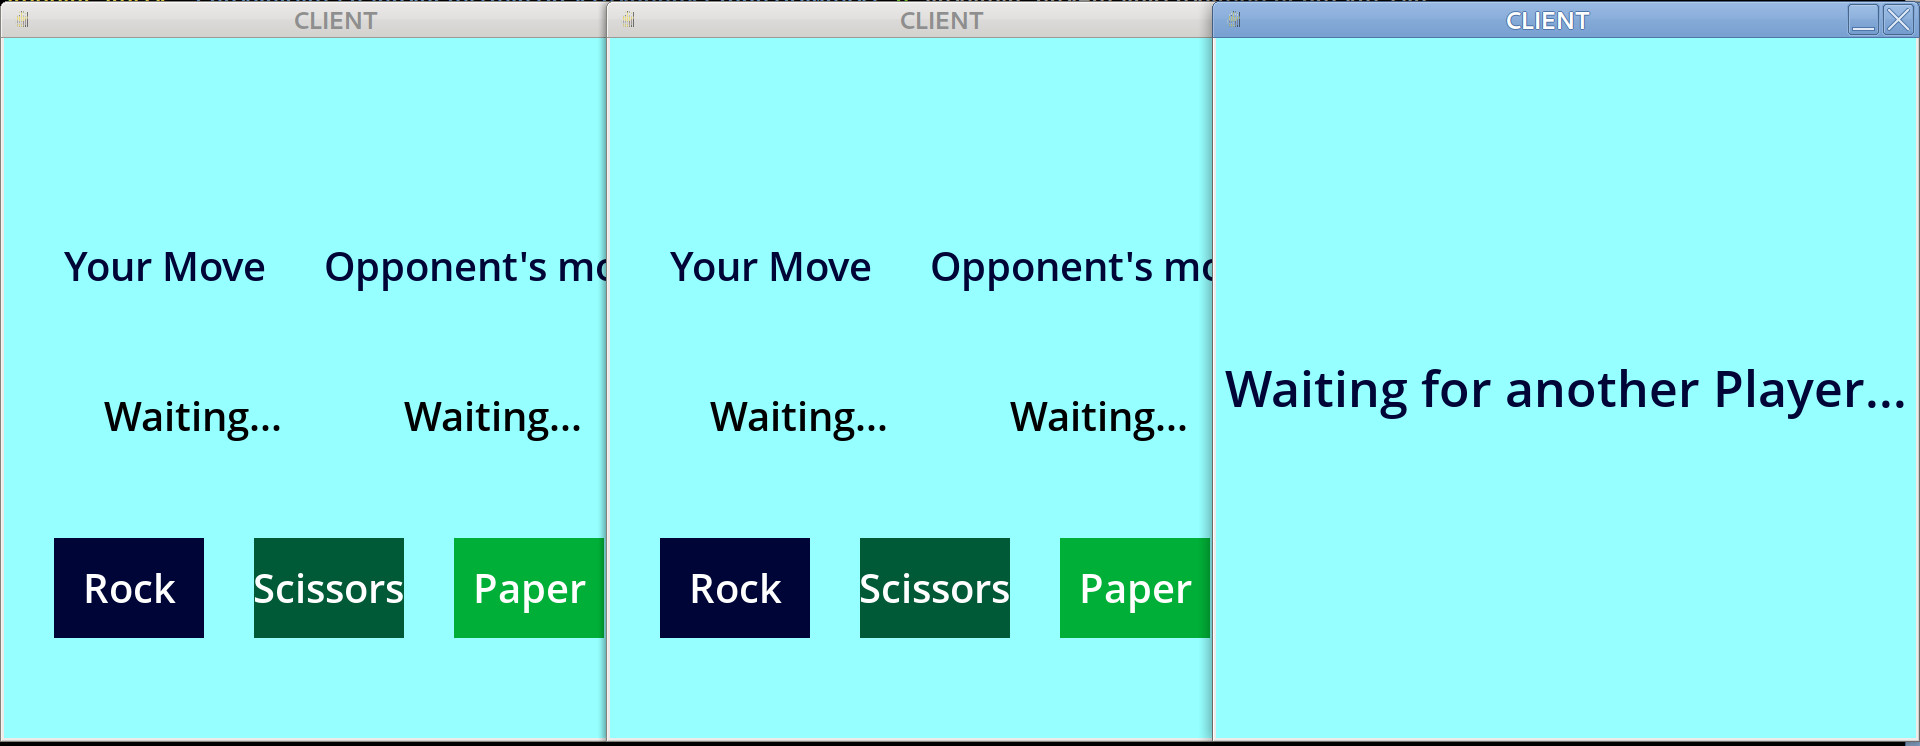 CLIENT
Your Move Opponent's mo
Waiting... Waiting...
Rock Scissors Paper
CLIENT
Your Move Opponent's mo
Waiting... Waiting...
Rock Scissors Paper
CLIENT
Waiting for another Player...